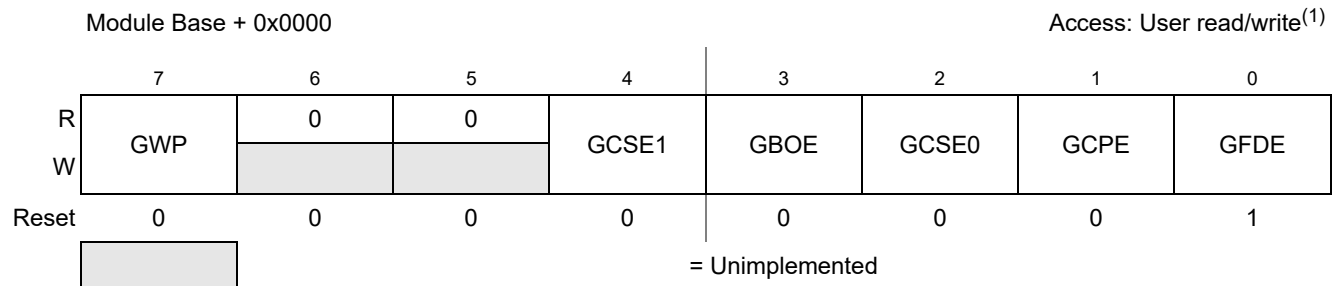 Module Base + 0x0000 Access: User read/write(1)
7 6 5 4 3 2 1 0
R GWP 0 0 GCSE1 GBOE GCSE0 GCPE GFDE
W
Reset 0 0 0 0 0 0 0 1
= Unimplemented